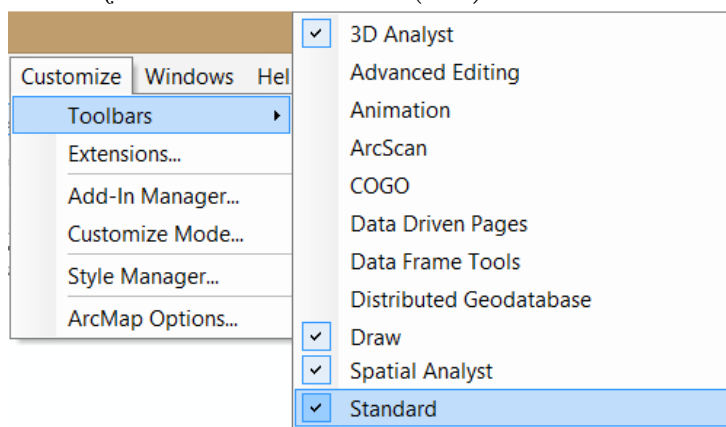 Customize Windows Hel
Toolbars
Extensions...
Add-In Manager...
Customize Mode...
Style Manager...
ArcMap Options...
3D Analyst
Advanced Editing
Animation
ArcScan
COGO
Data Driven Pages
Data Frame Tools
Distributed Geodatabase
Draw
Spatial Analyst
Standard